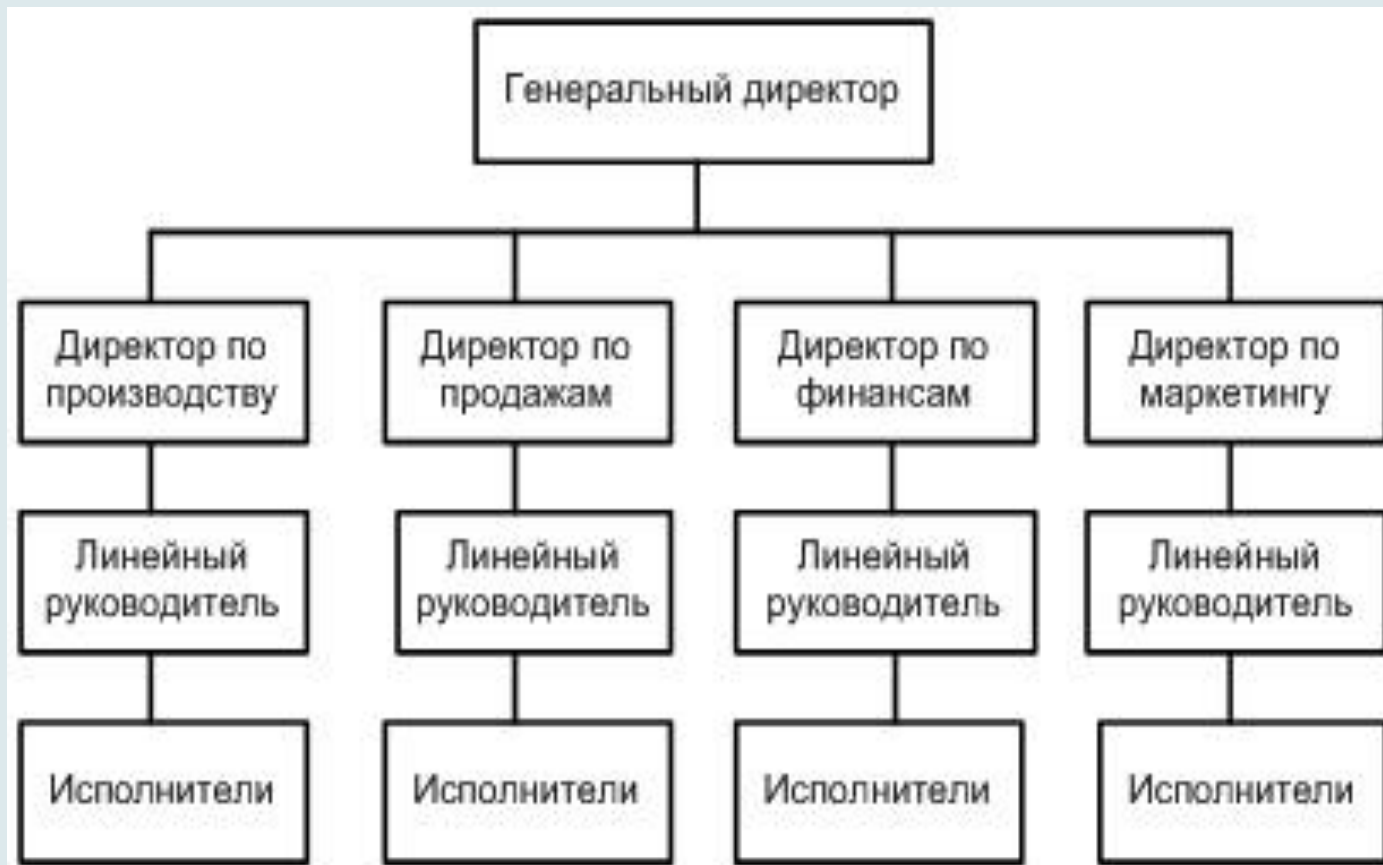 Генеральный директор
Директор по
производству
Директор по
продажам
Директор по
финансам
Директор по
маркетингу
Линейный
руководитель
Линейный
руководитель
Линейный
руководитель
Линейный
руководитель
Исполнители
Исполнители
Исполнители
Исполнители